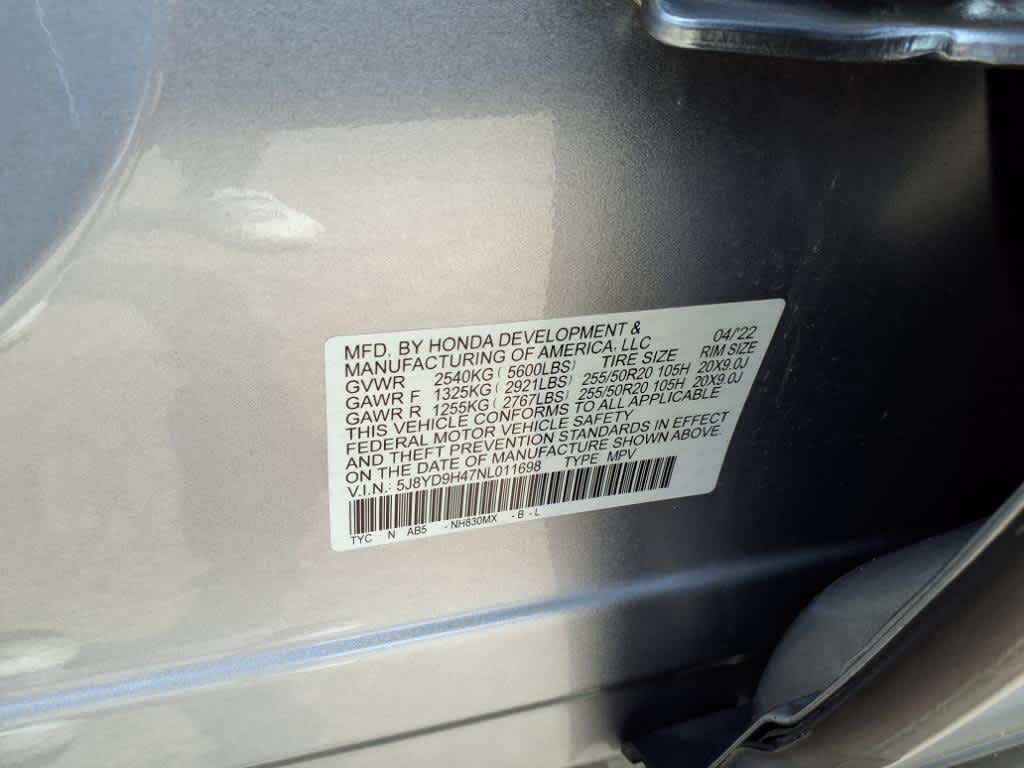 MFD. BY HONDA DEVELOPMENT & 04/'22
MANUFACTURING OF AMERICA, LLC
GVWR 2540KG ( 5600LBS) TIRE SIZE RIM SIZE
GAWR F 1325KG ( 2921LBS) 255/50R20 105H 20X9.0J
GAWR R 1255KG ( 2767LBS) 255/50R20 105H 20X9.0J
THIS VEHICLE CONFORMS TO ALL APPLICABLE
FEDERAL MOTOR VEHICLE SAFETY
AND THEFT PREVENTION STANDARDS IN EFFECT
ON THE DATE OF MANUFACTURE SHOWN ABOVE.
V.I.N.: 5J8YD9H47NL011698 TYPE MPV
TYC N AB5 - NH830MX - B - L